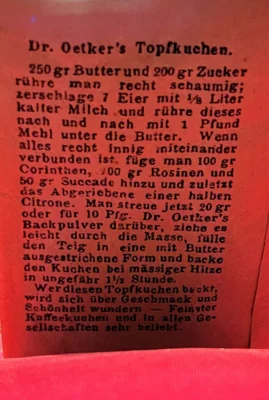 Dr. Oetker's Topfkuchen.
250 gr Butter und 200 gr Zucker
rühre man recht schaumig;
zerschlage 7 Eier mit ⅛ Liter
kalter Milch und rühre dieses
nach und nach mit 1 Pfund
Mehl unter die Butter. Wenn
alles recht innig miteinander
verbunden ist, füge man 100 gr
Corinthen, 100 gr Rosinen und
50 gr Succade hinzu und zuletzt
das Abgeriebene einer halben
Citrone. Man streue jetzt 20 gr
oder für 10 Pfg. Dr. Oetker's
Backpulver darüber, ziehe es
leicht durch die Masse, fülle
den Teig in eine mit Butter
ausgestrichene Form und backe
den Kuchen bei mässiger Hitze
in ungefähr 1½ Stunde.
Wer diesen Topfkuchen backt,
wird sich über Geschmack und
Schönheit wundern — Feinster
Kaffeekuchen und in allen Ge-
sellschaften sehr beliebt.